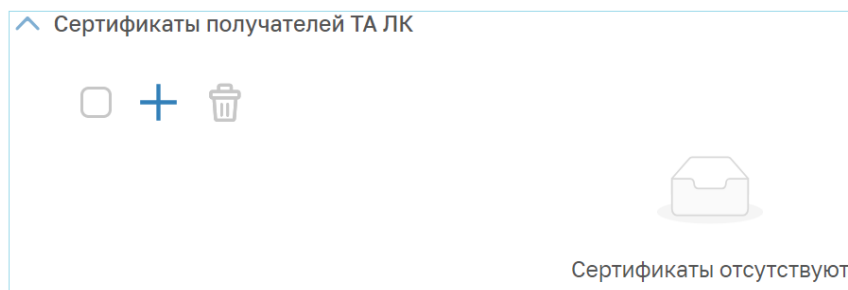 Сертификаты получателей ТА ЛК
Сертификаты отсутствуют